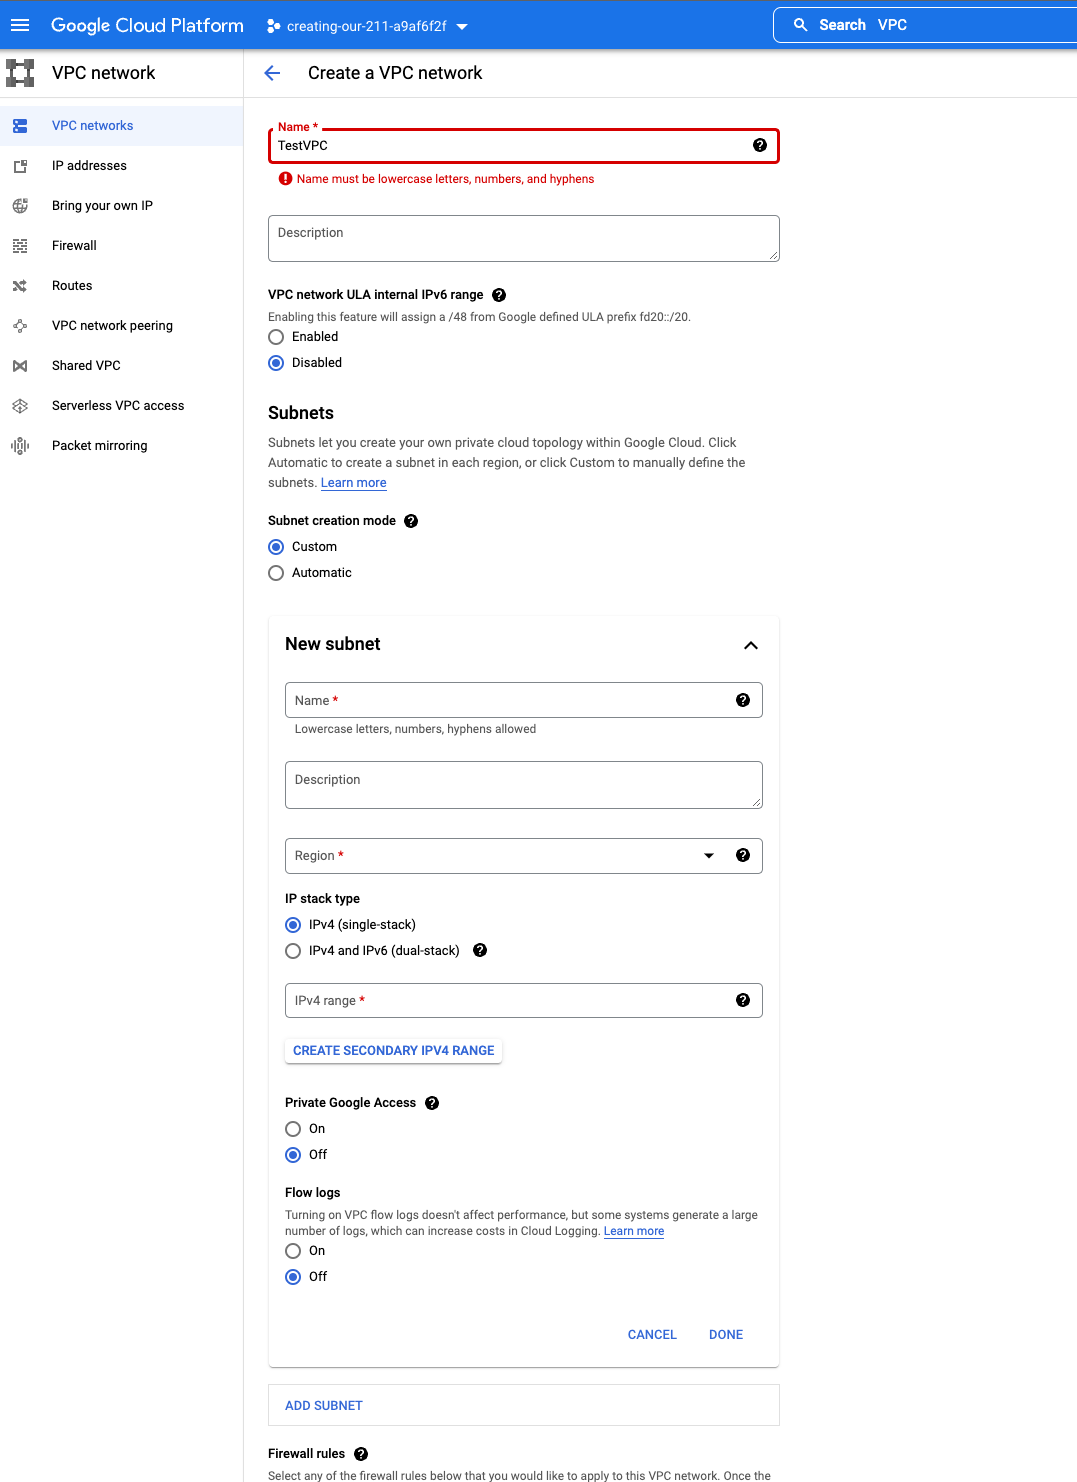 Google Cloud Platform
creating-our-211-a9af6f2f
Search VPC
VPC network
Create a VPC network
VPC networks
IP addresses
Bring your own IP
Firewall
Routes
VPC network peering
Shared VPC
Serverless VPC access
Packet mirroring
Name *
TestVPC
Name must be lowercase letters, numbers, and hyphens
Description
VPC network ULA internal IPv6 range
Enabling this feature will assign a /48 from Google defined ULA prefix fd20::/20.
Enabled
Disabled
Subnets
Subnets let you create your own private cloud topology within Google Cloud. Click
Automatic to create a subnet in each region, or click Custom to manually define the
subnets. Learn more
Subnet creation mode
Custom
Automatic
New subnet
Name *
Lowercase letters, numbers, hyphens allowed
Description
Region *
IP stack type
IPv4 (single-stack)
IPv4 and IPv6 (dual-stack)
IPv4 range *
CREATE SECONDARY IPV4 RANGE
Private Google Access
On
Off
Flow logs
Turning on VPC flow logs doesn't affect performance, but some systems generate a large
number of logs, which can increase costs in Cloud Logging. Learn more
On
Off
CANCEL DONE
ADD SUBNET
Firewall rules
Select any of the firewall rules below that you would like to apply to this VPC network. Once the